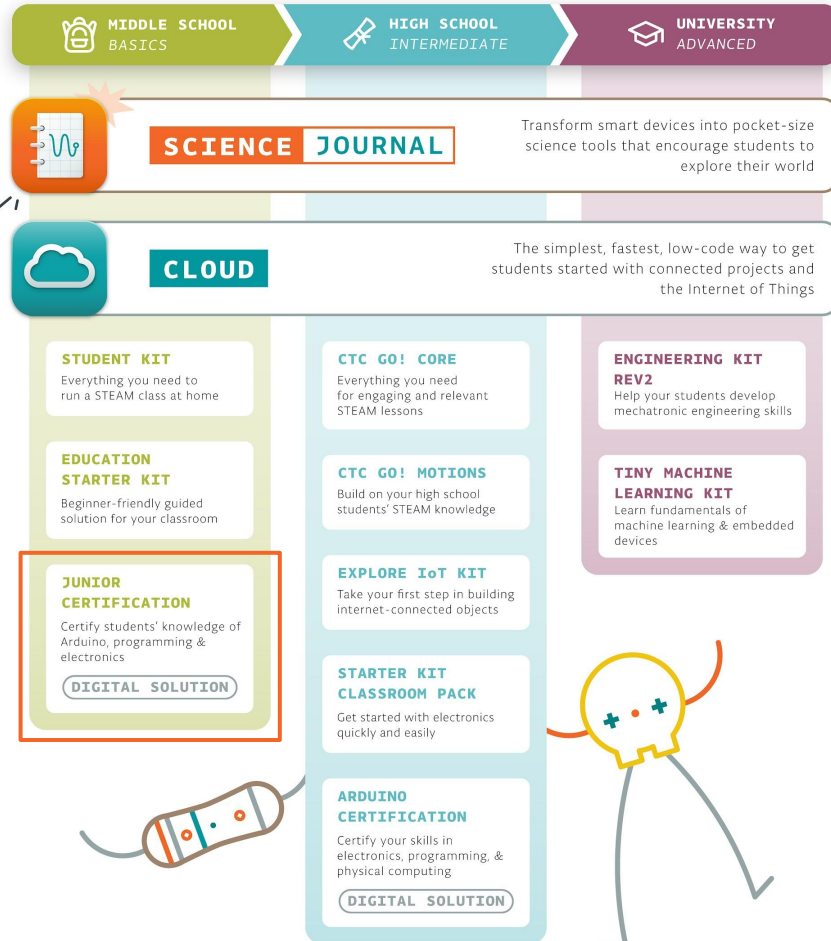 MIDDLE SCHOOL
BASICS
HIGH SCHOOL
INTERMEDIATE
UNIVERSITY
ADVANCED
SCIENCE JOURNAL
Transform smart devices into pocket-size
science tools that encourage students to
explore their world
CLOUD
The simplest, fastest, low-code way to get
students started with connected projects and
the Internet of Things
STUDENT KIT
Everything you need to
run a STEAM class at home
EDUCATION
STARTER KIT
Beginner-friendly guided
solution for your classroom
JUNIOR
CERTIFICATION
Certify students' knowledge of
Arduino, programming &
electronics
DIGITAL SOLUTION
CTC GO! CORE
Everything you need
for engaging and relevant
STEAM lessons
CTC GO! MOTIONS
Build on your high school
students' STEAM knowledge
EXPLORE IoT KIT
Take your first step in building
internet-connected objects
STARTER KIT
CLASSROOM PACK
Get started with electronics
quickly and easily
ARDUINO
CERTIFICATION
Certify your skills in
electronics, programming, &
physical computing
DIGITAL SOLUTION
ENGINEERING KIT
REV2
Help your students develop
mechatronic engineering skills
TINY MACHINE
LEARNING KIT
Learn fundamentals of
machine learning & embedded
devices